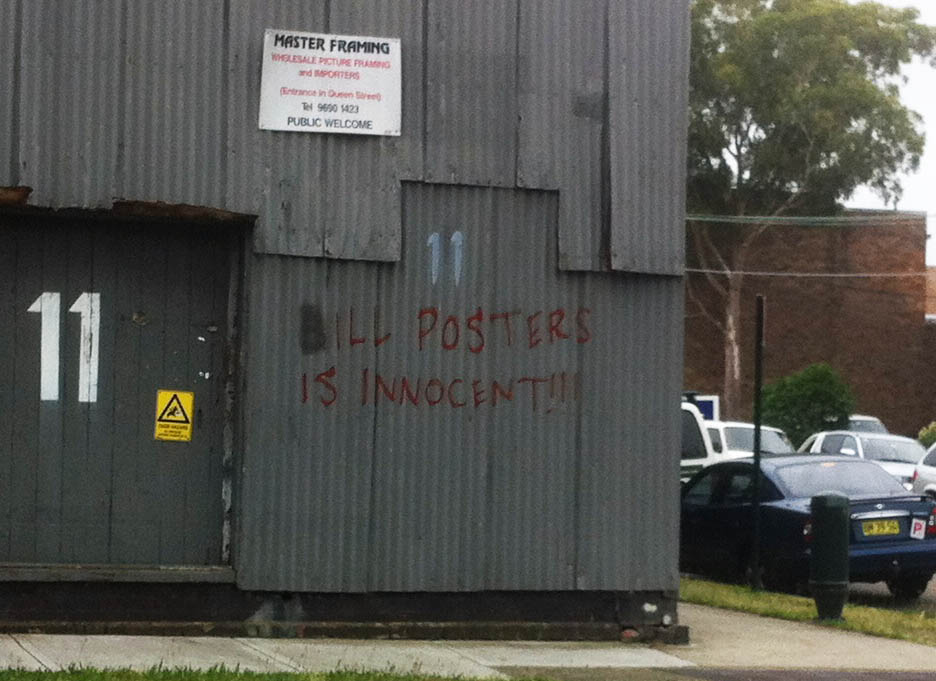 MASTER FRAMING
WHOLESALE PICTURE FRAMING
and IMPORTERS
(Entrance in Queen Street)
Tel 9690 1423
PUBLIC WELCOME
11
11
BILL POSTERS
IS INNOCENT!!!
P